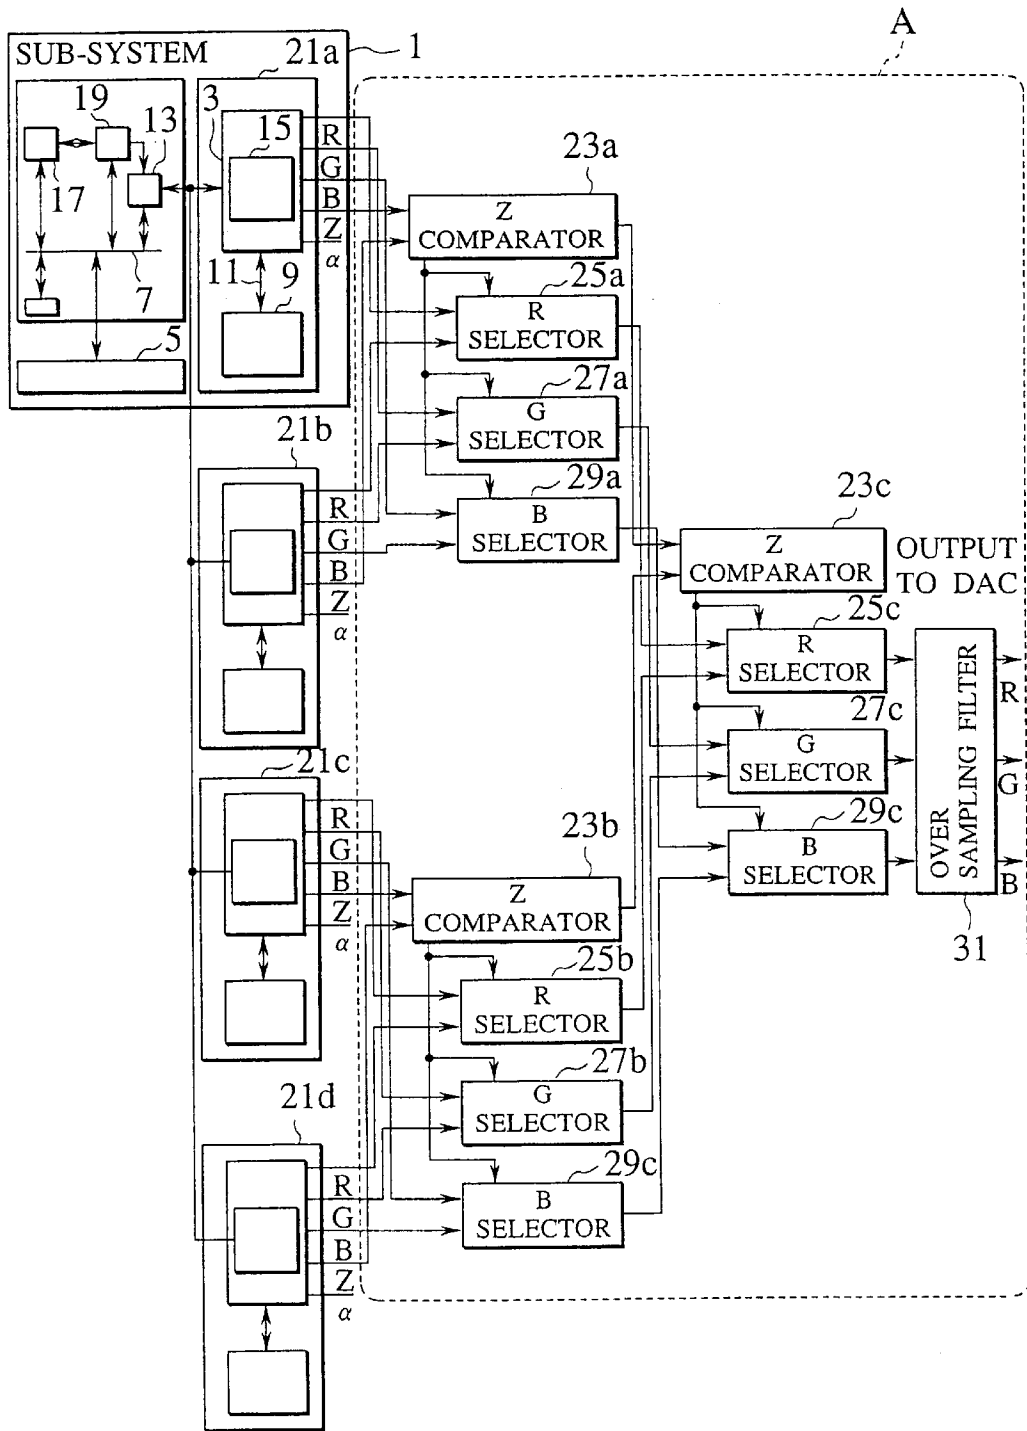 A
SUB-SYSTEM
1
21a
19
13
17
3
15
R
G
B
Z
α
11
9
7
5
23a
Z
COMPARATOR
25a
R
SELECTOR
27a
G
SELECTOR
29a
B
SELECTOR
21b
R
G
B
Z
α
23c
Z
COMPARATOR
OUTPUT
TO DAC
25c
R
SELECTOR
27c
G
SELECTOR
29c
B
SELECTOR
OVER
SAMPLING FILTER
31
R
G
B
21c
R
G
B
Z
α
23b
Z
COMPARATOR
25b
R
SELECTOR
27b
G
SELECTOR
29c
B
SELECTOR
21d
R
G
B
Z
α